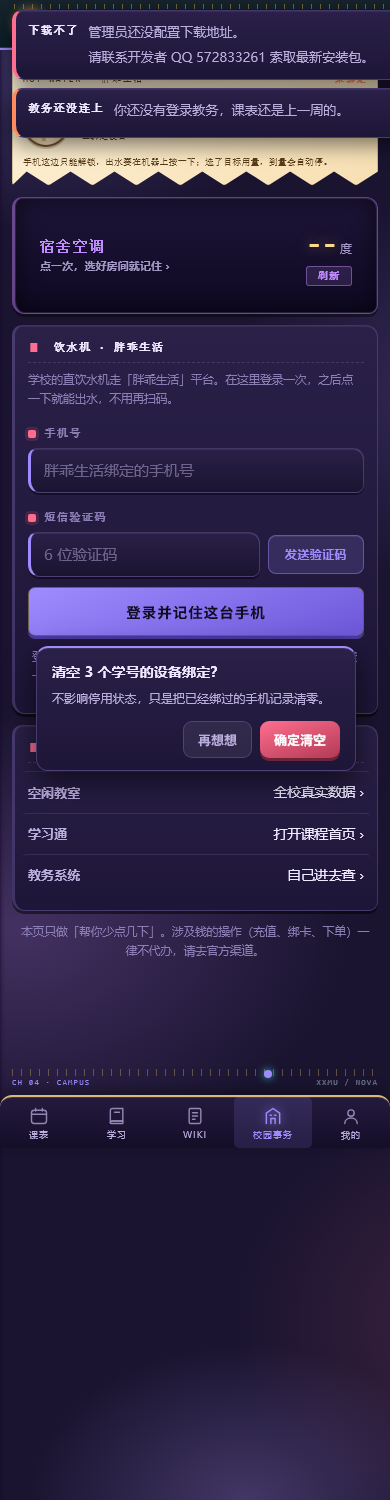 下载不了
管理员还没配置下载地址。
请联系开发者 QQ 572833261 索取最新安装包。
教务还没连上
你还没有登录教务，课表还是上一周的。
手机这边只能解锁，出水要在机器上按一下；选了目标用量，到量会自动停。
宿舍空调
点一次，选好房间就记住 ›
-- 度
刷新
饮水机 · 胖乖生活
学校的直饮水机走「胖乖生活」平台。在这里登录一次，之后点
一下就能出水，不用再扫码。
手机号
胖乖生活绑定的手机号
短信验证码
6 位验证码
发送验证码
登录并记住这台手机
清空 3 个学号的设备绑定？
不影响停用状态，只是把已经绑过的手机记录清零。
再想想
确定清空
空闲教室
全校真实数据 ›
学习通
打开课程首页 ›
教务系统
自己进去查 ›
本页只做「帮你少点几下」。涉及钱的操作（充值、绑卡、下单）一
律不代办，请去官方渠道。
CH 04 · CAMPUS
XXMU / NOVA
课表
学习
WIKI
校园事务
我的